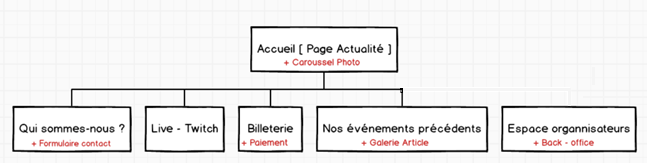 Accueil [ Page Actualité ]
+ Caroussel Photo
Qui sommes-nous ?
+ Formulaire contact
Live - Twitch
Billeterie
+ Paiement
Nos événements précédents
+ Galerie Article
Espace organnisateurs
+ Back - office